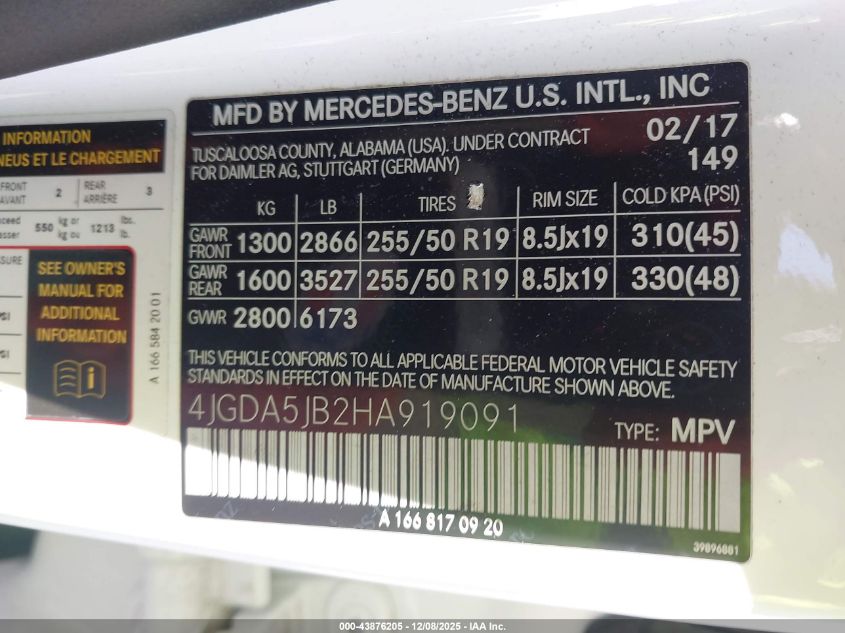 INFORMATION
NEUS ET LE CHARGEMENT
FRONT 2 REAR 3
AVANT ARRIÈRE
550 kg or 1213 lbs.
kg ou lb.
SEE OWNER'S
MANUAL FOR
ADDITIONAL
INFORMATION
A 166 584 20 01
MFD BY MERCEDES-BENZ U.S. INTL., INC
TUSCALOOSA COUNTY, ALABAMA (USA). UNDER CONTRACT 02/17
FOR DAIMLER AG, STUTTGART (GERMANY) 149
KG LB TIRES RIM SIZE COLD KPA (PSI)
GAWR FRONT 1300 2866 255/50 R19 8.5Jx19 310(45)
GAWR REAR 1600 3527 255/50 R19 8.5Jx19 330(48)
GVWR 2800 6173
THIS VEHICLE CONFORMS TO ALL APPLICABLE FEDERAL MOTOR VEHICLE SAFETY
STANDARDS IN EFFECT ON THE DATE OF MANUFACTURE SHOWN ABOVE.
4JGDA5JB2HA919091 TYPE: MPV
A 166 817 09 20
39896881
000-43876205 - 12/08/2025 - IAA Inc.